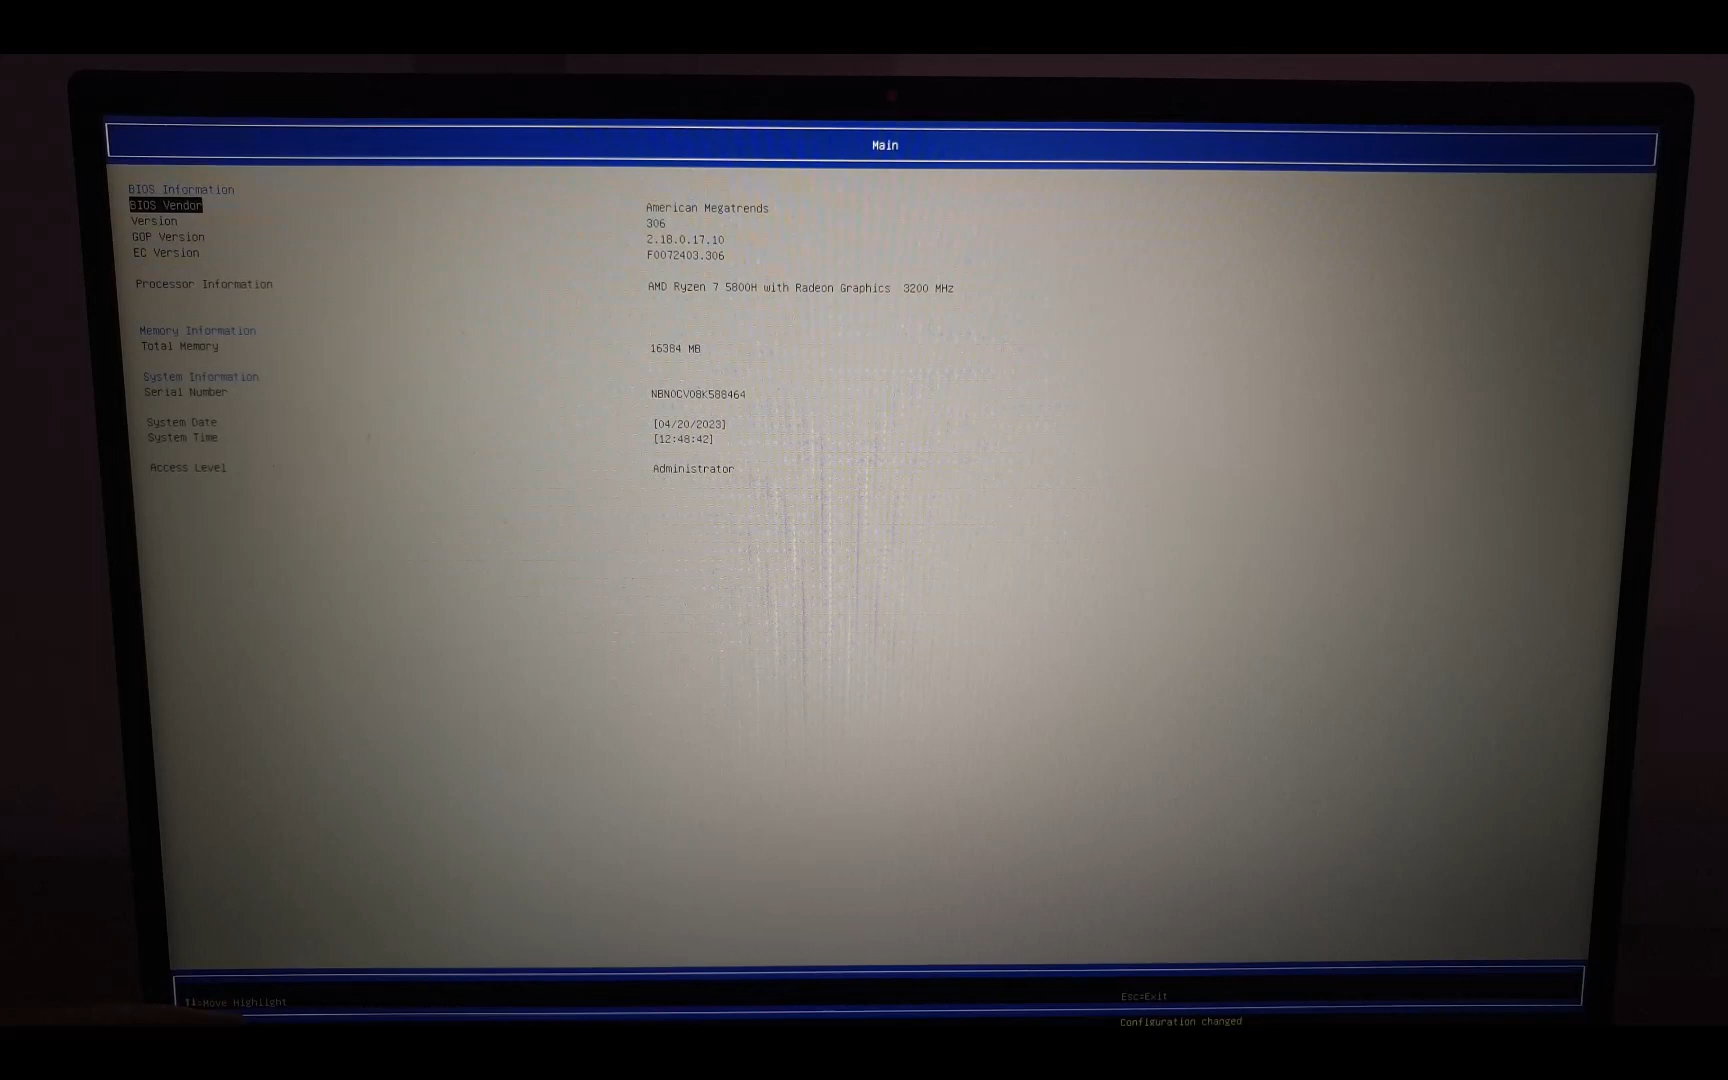 Main
BIOS Information
BIOS Vendor American Megatrends
Version 306
GOP Version 2.18.0.17.10
EC Version F0072403.306
Processor Information AMD Ryzen 7 5800H with Radeon Graphics 3200 MHz
Memory Information
Total Memory 16384 MB
System Information
Serial Number NBN0CV08K588464
System Date [04/20/2023]
System Time [12:48:42]
Access Level Administrator
↑↓=Move Highlight Esc=Exit
Configuration changed